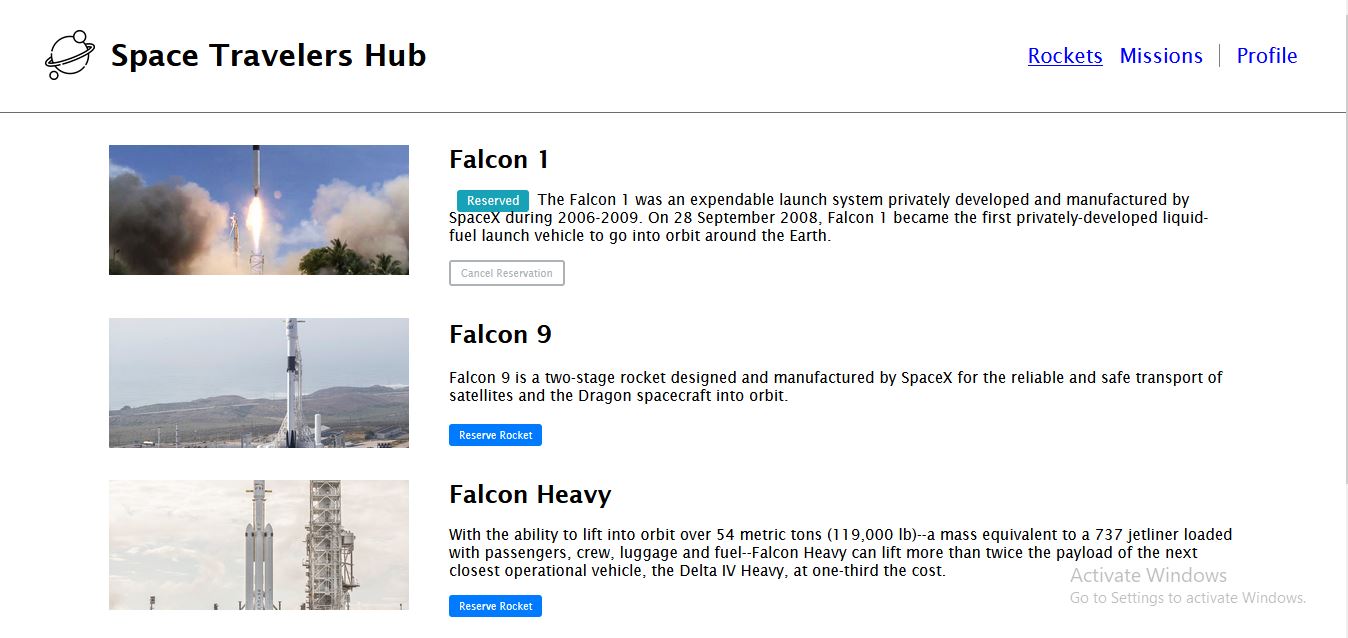 Space Travelers Hub
Rockets Missions Profile
Falcon 1
Reserved The Falcon 1 was an expendable launch system privately developed and manufactured by
SpaceX during 2006-2009. On 28 September 2008, Falcon 1 became the first privately-developed liquid-
fuel launch vehicle to go into orbit around the Earth.
Cancel Reservation
Falcon 9
Falcon 9 is a two-stage rocket designed and manufactured by SpaceX for the reliable and safe transport of
satellites and the Dragon spacecraft into orbit.
Reserve Rocket
Falcon Heavy
With the ability to lift into orbit over 54 metric tons (119,000 lb)--a mass equivalent to a 737 jetliner loaded
with passengers, crew, luggage and fuel--Falcon Heavy can lift more than twice the payload of the next
closest operational vehicle, the Delta IV Heavy, at one-third the cost.
Reserve Rocket
Activate Windows
Go to Settings to activate Windows.